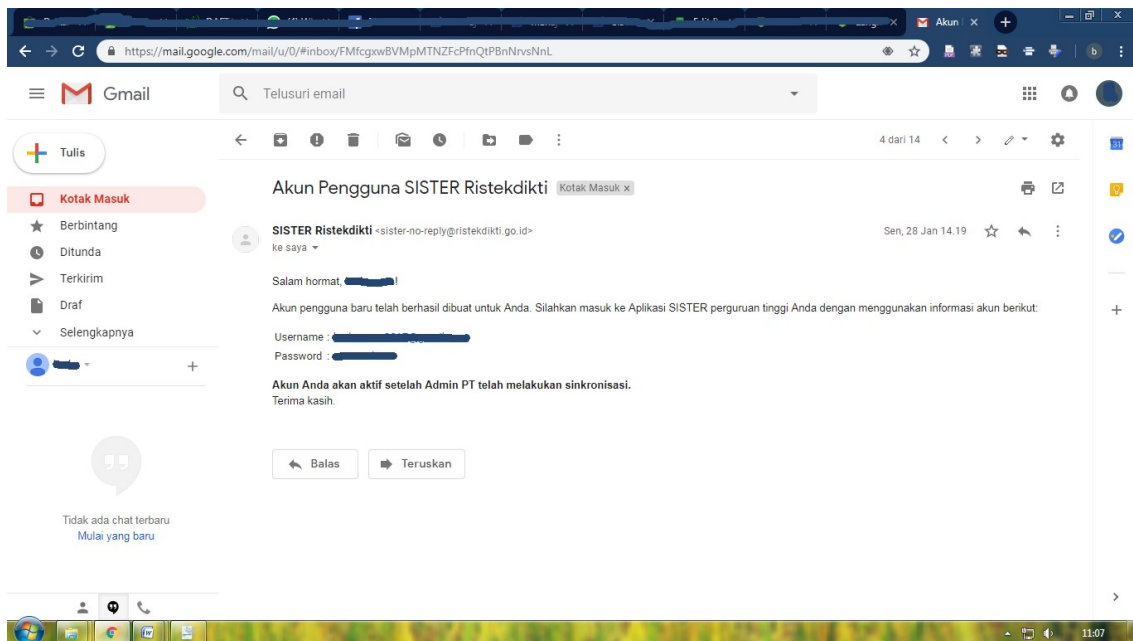 Akun
https://mail.google.com/mail/u/0/#inbox/FMfcgxwBVMpMTNZFcPfnQtPBnNrvsNnL
b
Gmail
Telusuri email
Tulis
4 dari 14
31
Kotak Masuk
Berbintang
Ditunda
Terkirim
Draf
Selengkapnya
Akun Pengguna SISTER Ristekdikti Kotak Masuk x
SISTER Ristekdikti <sister-no-reply@ristekdikti.go.id>
Sen, 28 Jan 14.19
ke saya
Salam hormat, !
Akun pengguna baru telah berhasil dibuat untuk Anda. Silahkan masuk ke Aplikasi SISTER perguruan tinggi Anda dengan menggunakan informasi akun berikut:
Username :
Password :
Akun Anda akan aktif setelah Admin PT telah melakukan sinkronisasi.
Terima kasih.
Balas
Teruskan
Tidak ada chat terbaru
Mulai yang baru
11:07